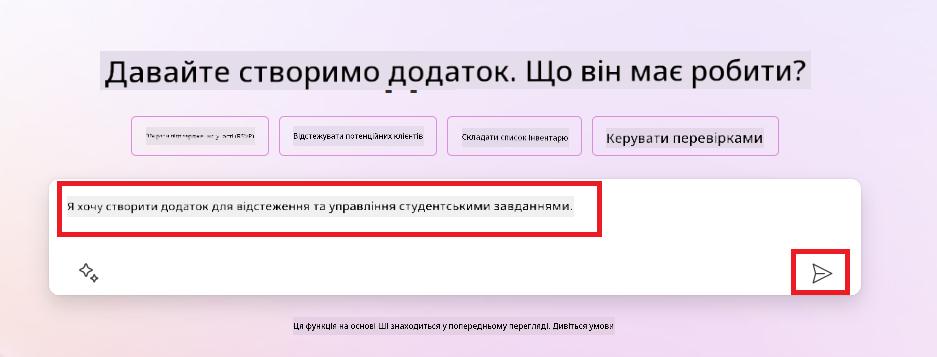 Давайте створимо додаток. Що він має робити?
(RSVP)
Відстежувати потенційних клієнтів
Складати список інвентарю
Керувати перевірками
Я хочу створити додаток для відстеження та управління студентськими завданнями.
Ця функція на основі ШІ знаходиться у попередньому перегляді. Дивіться умови